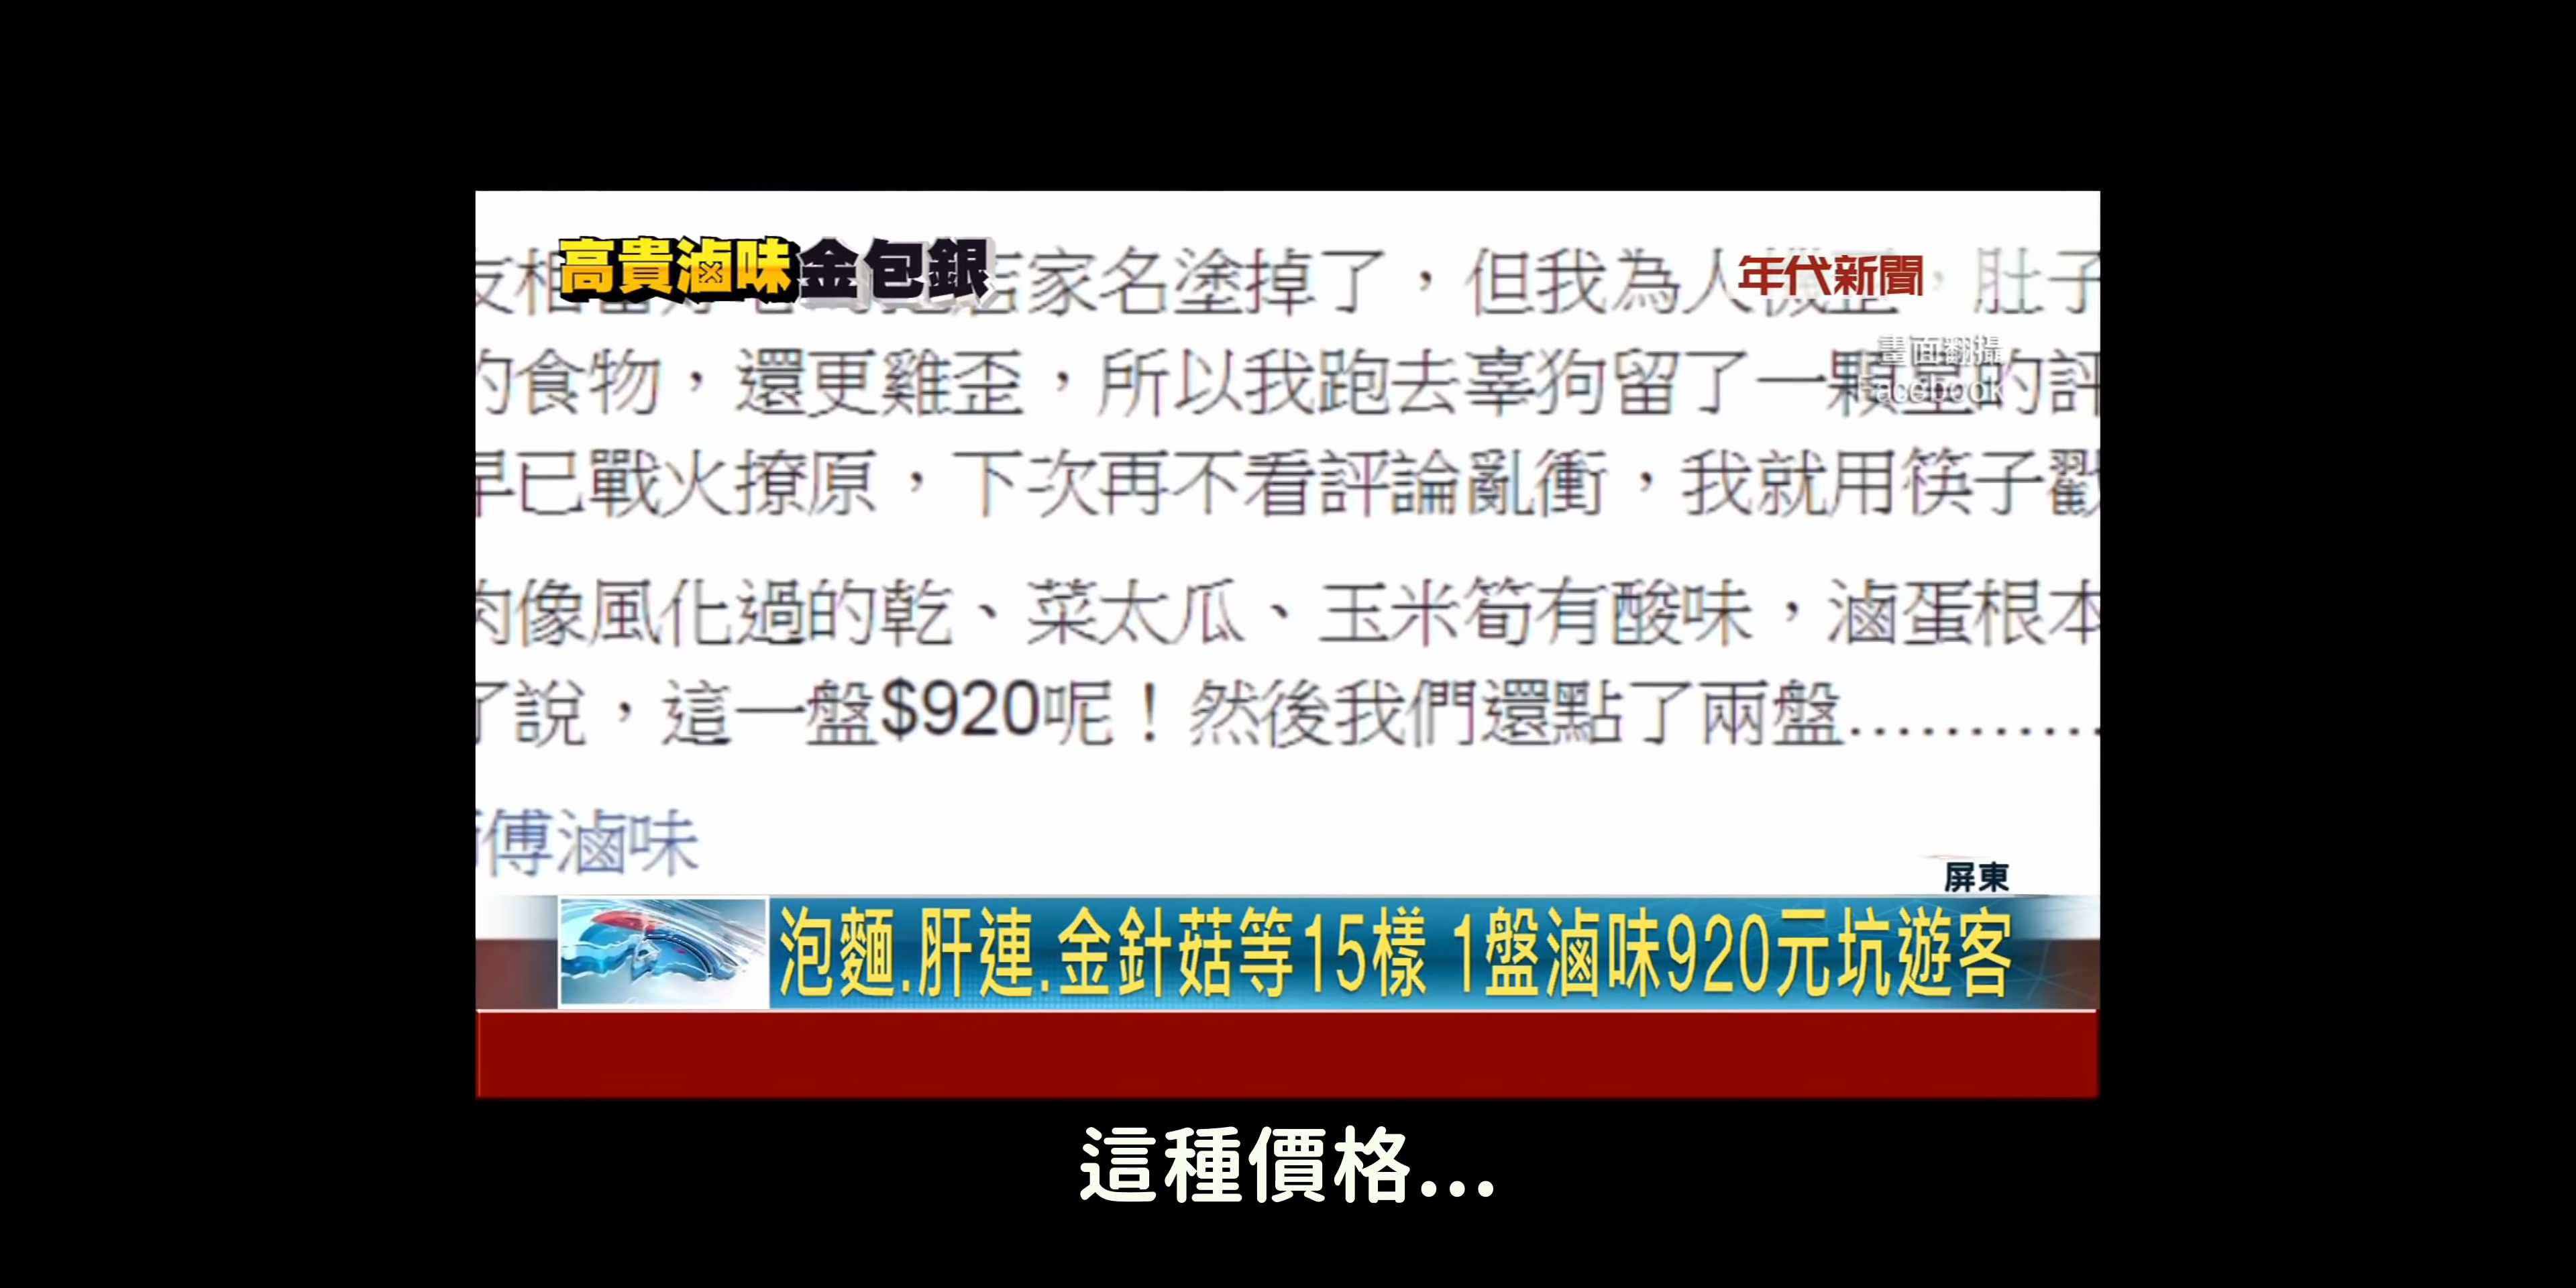 高貴滷味金包銀
年代新聞
家名塗掉了，但我為人
，肚子
畫面翻攝
Facebook
的食物，還更雞歪，所以我跑去辜狗留了一顆星的評
早已戰火撩原，下次再不看評論亂衝，我就用筷子戳
肉像風化過的乾、菜太瓜、玉米筍有酸味，滷蛋根本
了說，這一盤$920呢！然後我們還點了兩盤...........
傅滷味
屏東
泡麵.肝連.金針菇等15樣 1盤滷味920元坑遊客
這種價格...